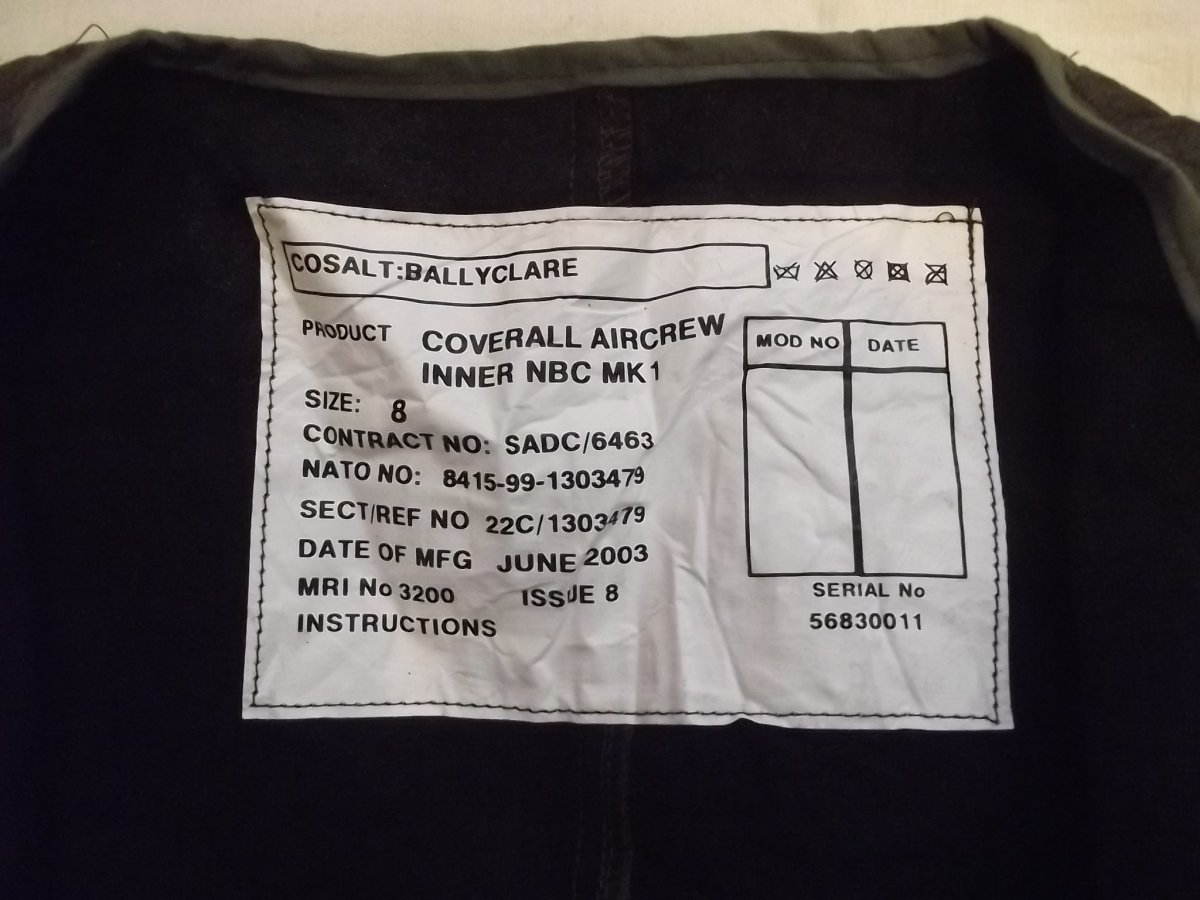 COSALT:BALLYCLARE
PRODUCT COVERALL AIRCREW
INNER NBC MK1
SIZE: 8
CONTRACT NO: SADC/6463
NATO NO: 8415-99-1303479
SECT/REF NO 22C/1303479
DATE OF MFG JUNE 2003
MRI No 3200 ISSUE 8
INSTRUCTIONS
MOD NO DATE
SERIAL No
56830011